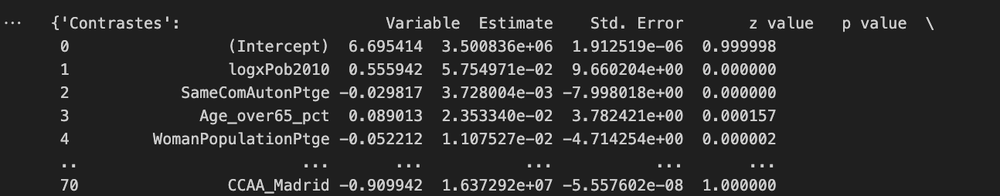 ... {'Contrastes': Variable Estimate Std. Error z value p value \
0 (Intercept) 6.695414 3.500836e+06 1.912519e-06 0.999998
1 logxPob2010 0.555942 5.754971e-02 9.660204e+00 0.000000
2 SameComAutonPtge -0.029817 3.728004e-03 -7.998018e+00 0.000000
3 Age_over65_pct 0.089013 2.353340e-02 3.782421e+00 0.000157
4 WomanPopulationPtge -0.052212 1.107527e-02 -4.714254e+00 0.000002
.. ... ... ... ... ...
70 CCAA_Madrid -0.909942 1.637292e+07 -5.557602e-08 1.000000